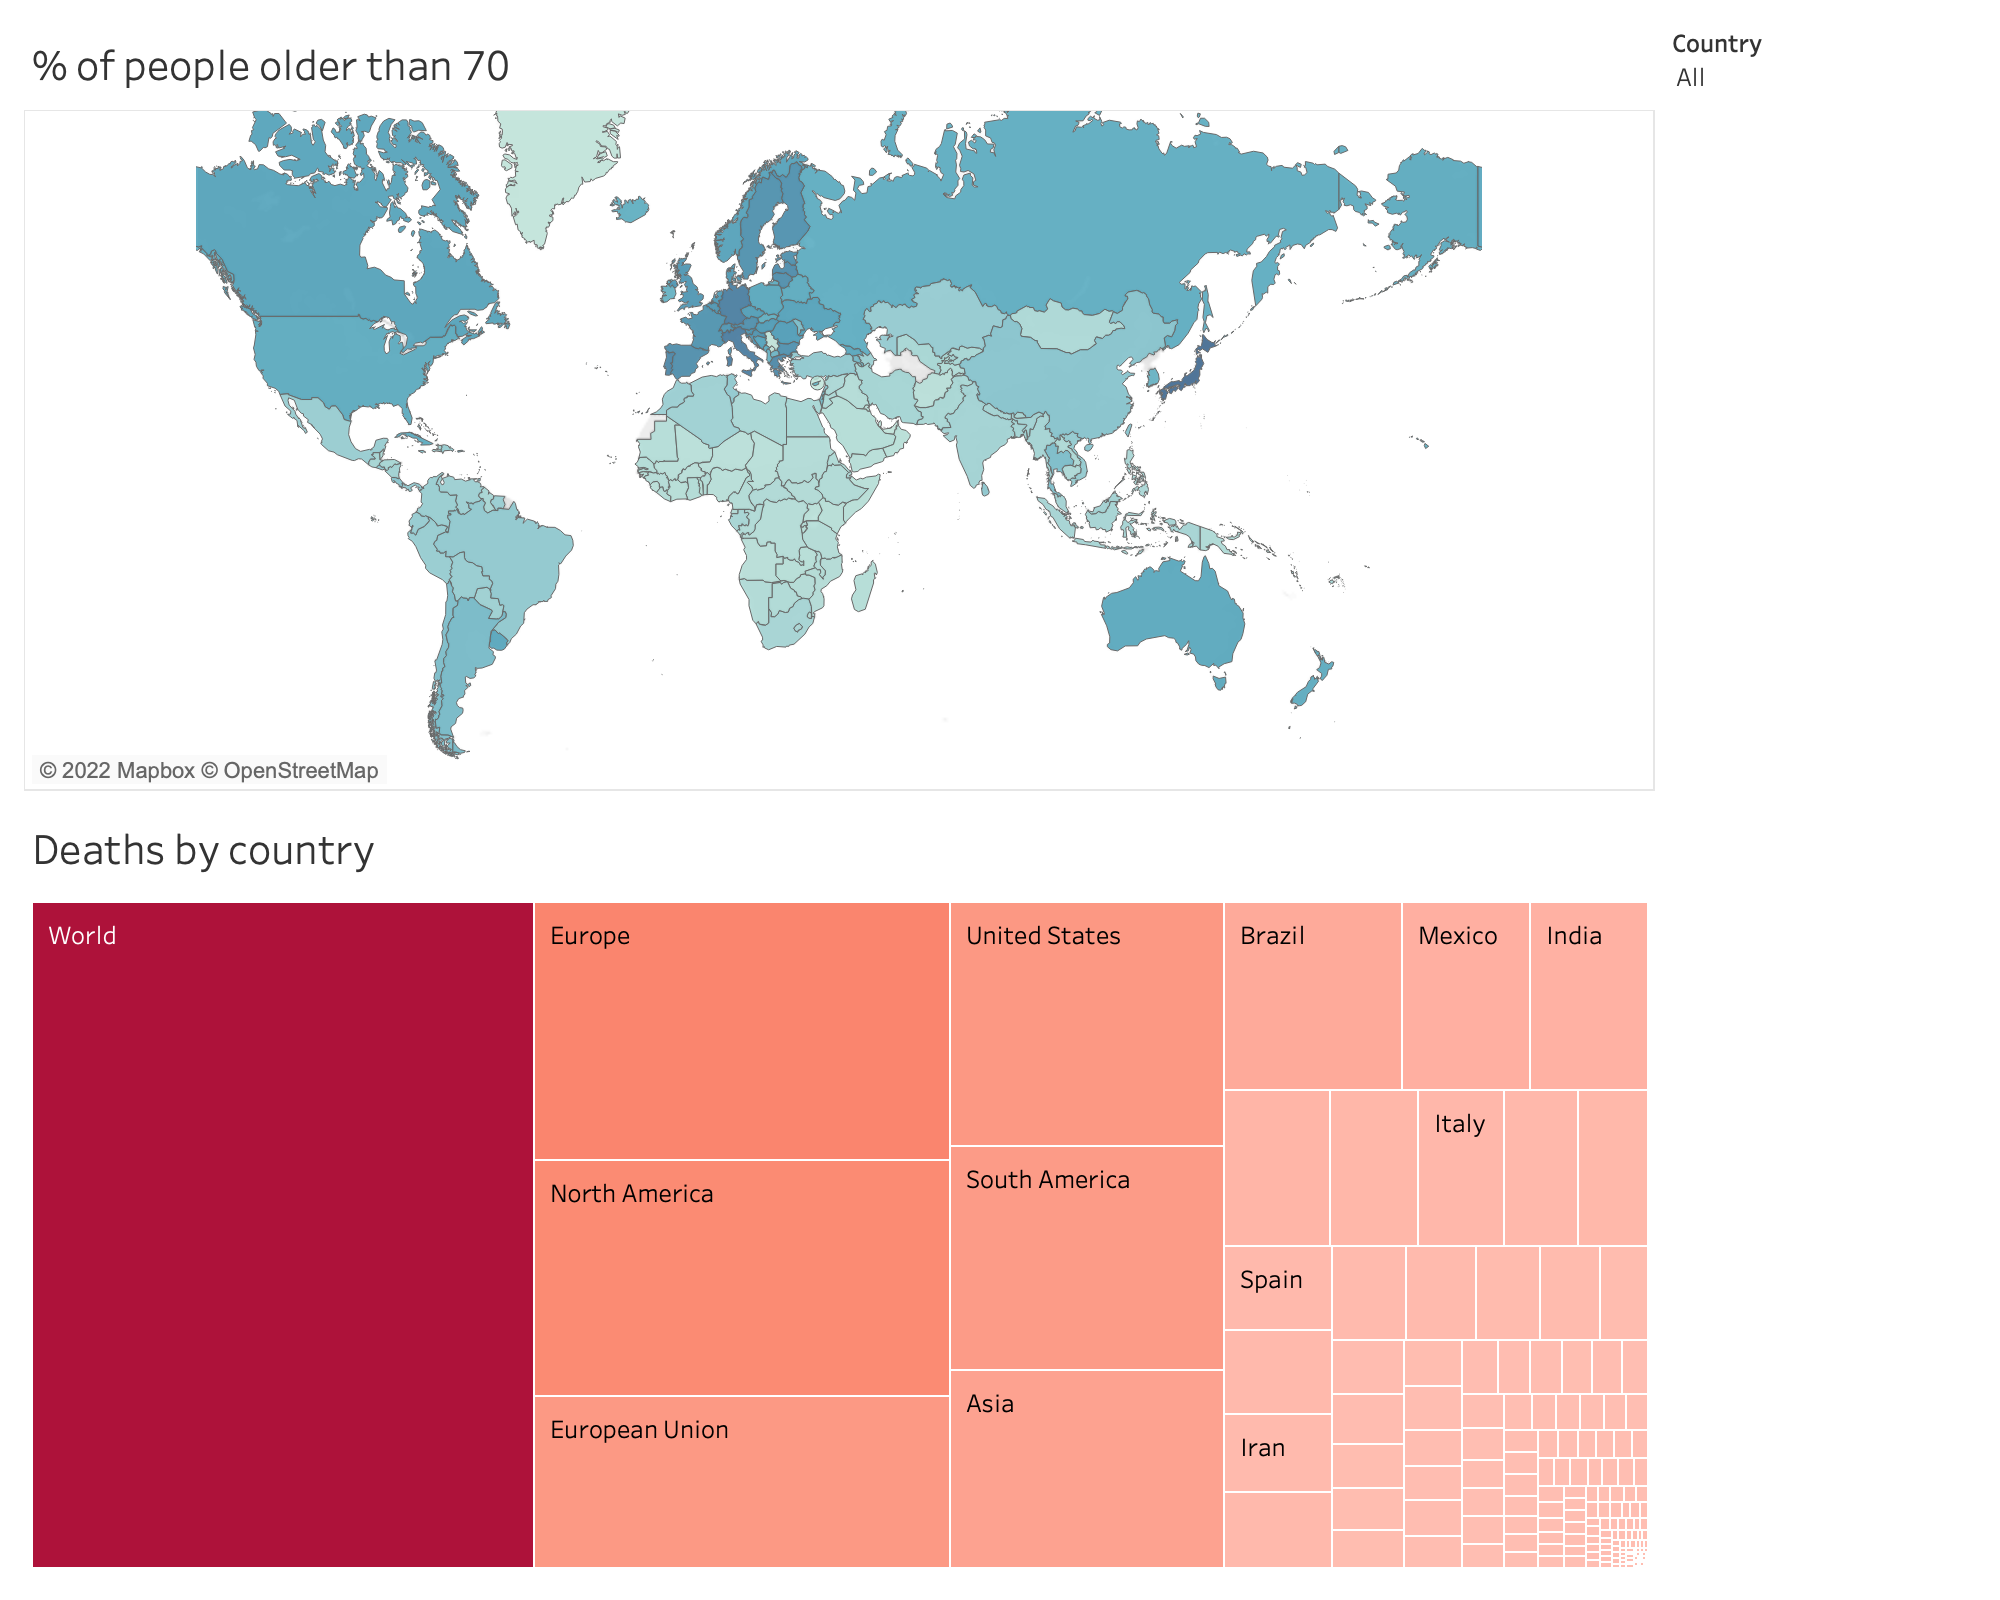 % of people older than 70
Country
All
© 2022 Mapbox © OpenStreetMap
Deaths by country
World
Europe
United States
Brazil
Mexico
India
Italy
South America
North America
Spain
Asia
European Union
Iran